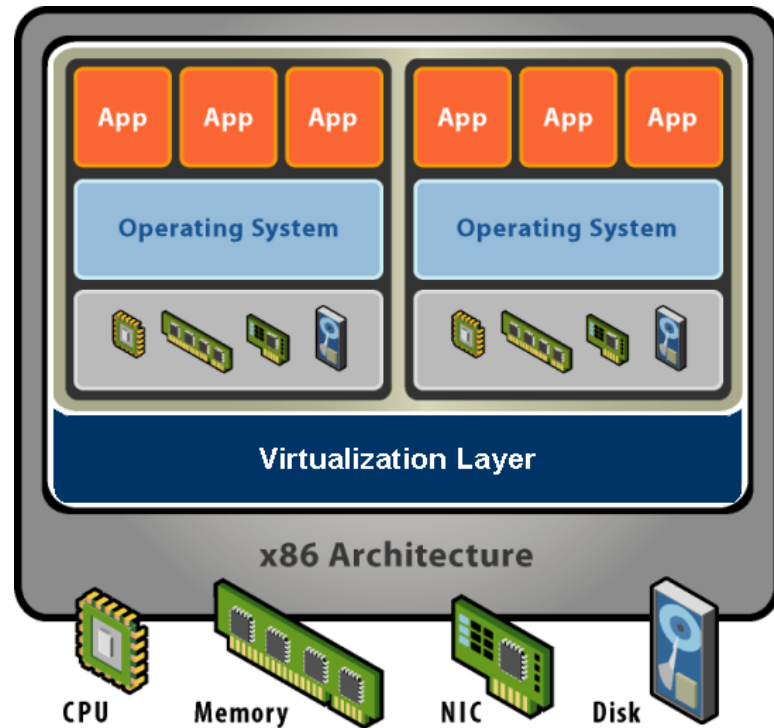 App App App App App App
Operating System Operating System
Virtualization Layer
x86 Architecture
CPU Memory NIC Disk